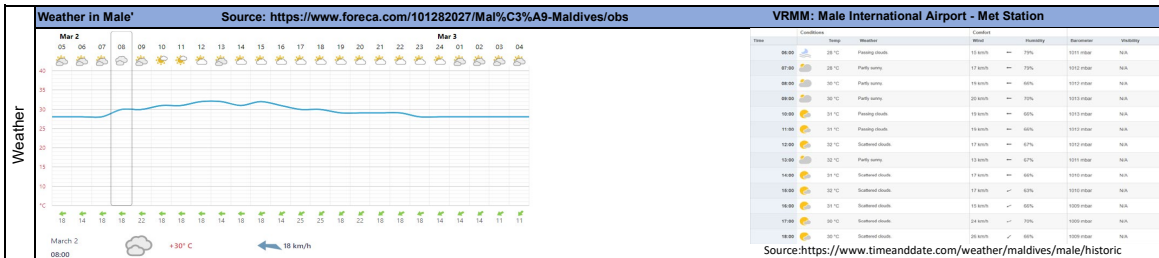 Weather in Male' Source: https://www.foreca.com/101282027/Mal%C3%A9-Maldives/obs VRMM: Male International Airport - Met Station
Weather
Mar 2 Mar 3
05 06 07 08 09 10 11 12 13 14 15 16 17 18 19 20 21 22 23 24 01 02 03 04
40
35
30
25
20
15
10
°C
18 14 18 18 22 18 18 18 14 18 14 18 14 25 25 18 22 22 18 18 14 14 11 11
March 2
08:00
+30° C
18 km/h
Conditions Comfort
Time Temp Weather Wind Humidity Barometer Visibility
06:00 28 °C Passing clouds 13 km/h 79% 1011 mbar N/A
07:00 28 °C Partly sunny. 17 km/h 79% 1012 mbar N/A
08:00 30 °C Partly sunny. 19 km/h 66% 1012 mbar N/A
09:00 30 °C Partly sunny. 20 km/h 70% 1013 mbar N/A
10:00 31 °C Passing clouds. 19 km/h 66% 1013 mbar N/A
11:00 31 °C Passing clouds. 19 km/h 66% 1012 mbar N/A
12:00 32 °C Scattered clouds. 17 km/h 67% 1012 mbar N/A
13:00 32 °C Partly sunny. 13 km/h 67% 1011 mbar N/A
14:00 31 °C Scattered clouds. 17 km/h 66% 1010 mbar N/A
15:00 32 °C Scattered clouds. 17 km/h 63% 1010 mbar N/A
16:00 31 °C Scattered clouds. 15 km/h 66% 1009 mbar N/A
17:00 30 °C Scattered clouds. 24 km/h 70% 1009 mbar N/A
18:00 30 °C Scattered clouds. 26 km/h 66% 1009 mbar N/A
Source:https://www.timeanddate.com/weather/maldives/male/historic